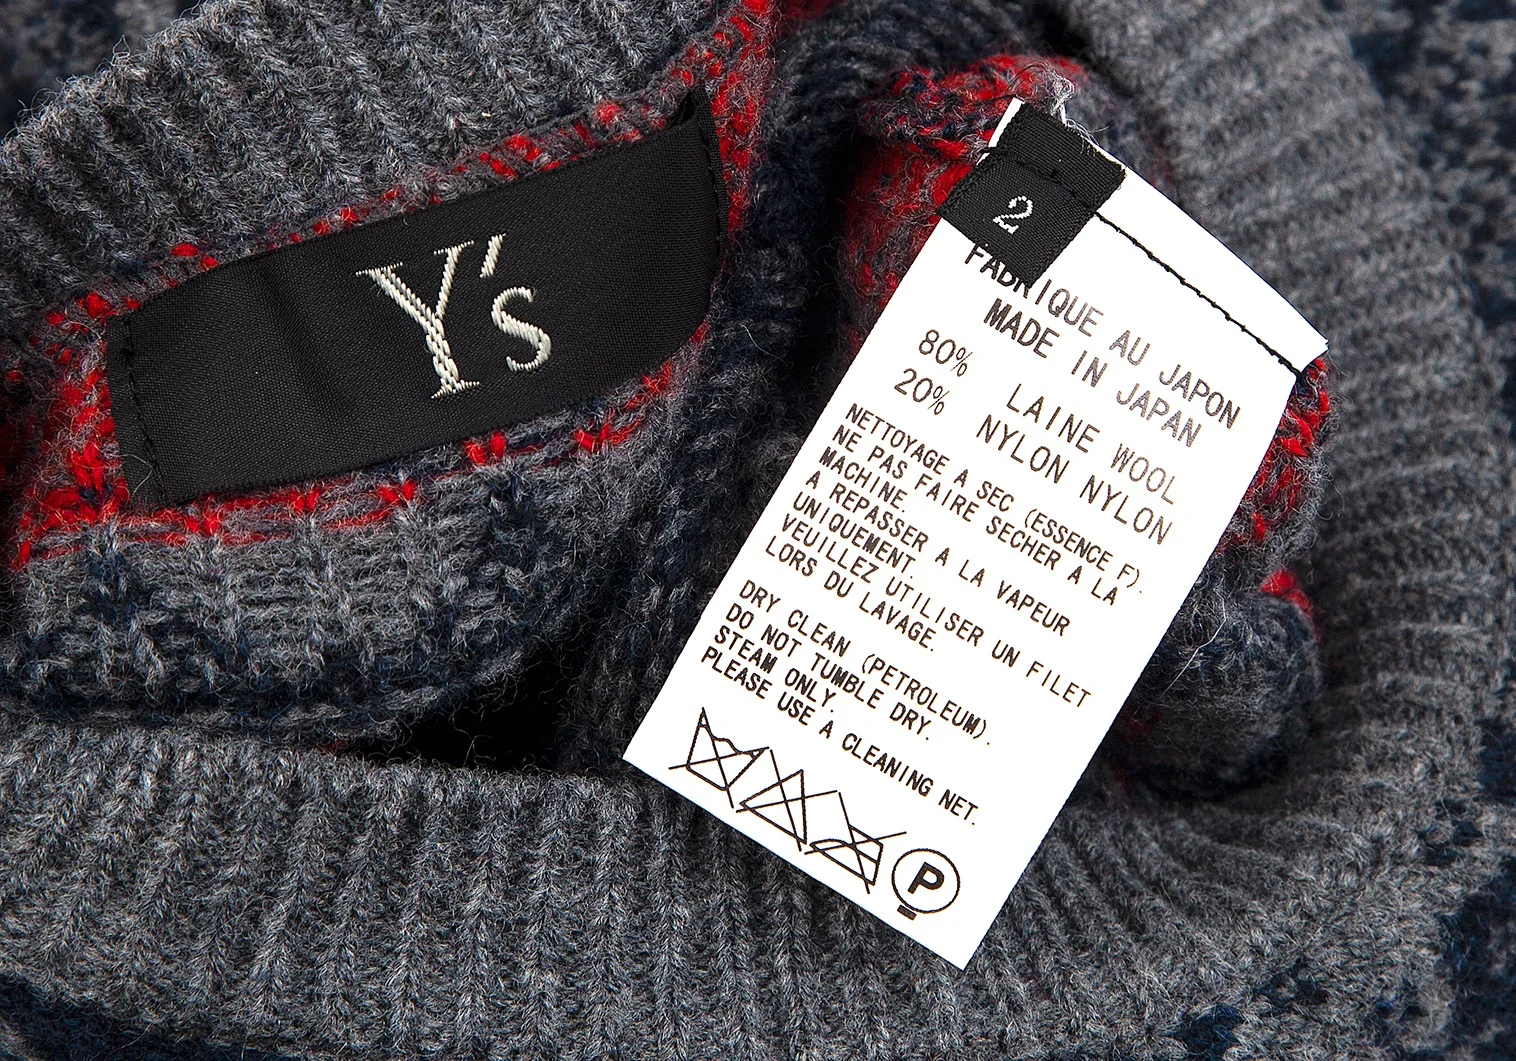 Y's
2
FABRIQUE AU JAPON
MADE IN JAPAN
80% LAINE WOOL
20% NYLON NYLON
NETTOYAGE A SEC (ESSENCE F).
NE PAS FAIRE SECHER A LA
MACHINE.
A REPASSER A LA VAPEUR
UNIQUEMENT.
VEUILLEZ UTILISER UN FILET
LORS DU LAVAGE.
DRY CLEAN (PETROLEUM).
DO NOT TUMBLE DRY.
STEAM ONLY.
PLEASE USE A CLEANING NET.
P